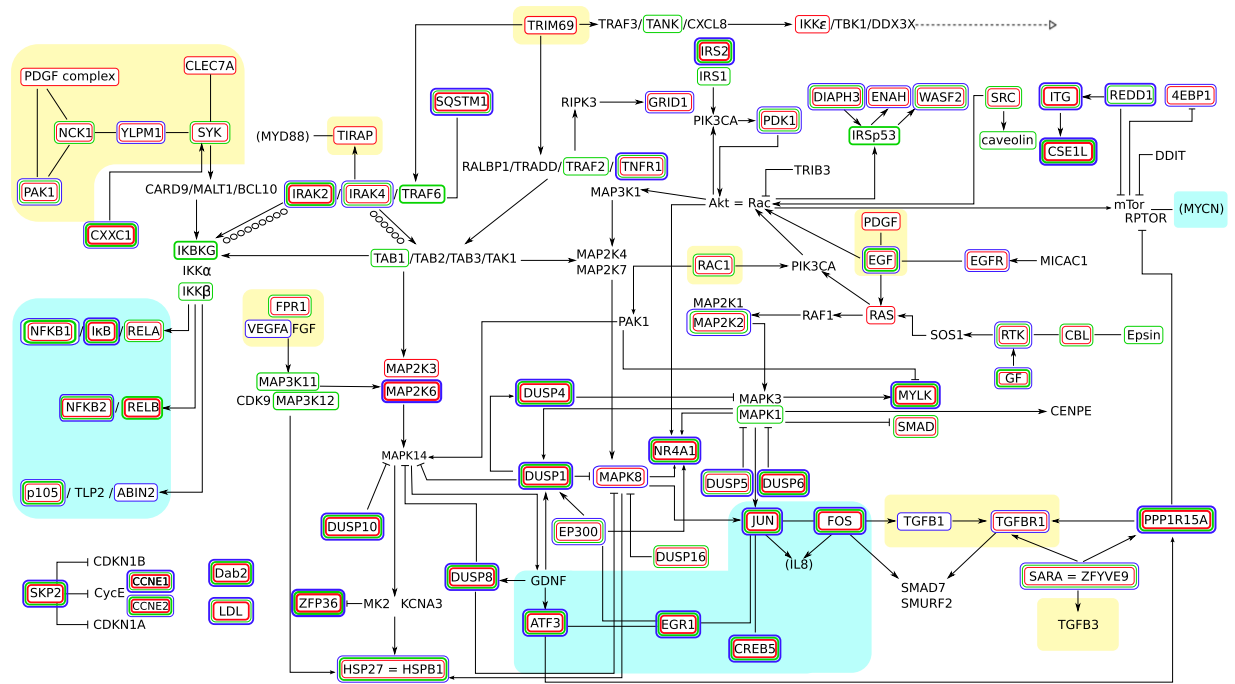 TRIM69
TRAF3/ TANK /CXCL8
IKKε /TBK1/DDX3X
IRS2
IRS1
PDGF complex
CLEC7A
NCK1
YLPM1
SYK
PAK1
CXXC1
CARD9/MALT1/BCL10
(MYD88)
TIRAP
SQSTM1
RIPK3
GRID1
PIK3CA
PDK1
DIAPH3
ENAH
WASF2
IRSp53
SRC
caveolin
ITG
REDD1
4EBP1
CSE1L
DDIT
TRIB3
RALBP1/TRADD/ TRAF2 / TNFR1
IRAK2 / IRAK4 / TRAF6
MAP3K1
Akt = Rac
mTor
RPTOR
(MYCN)
IKBKG
IKKα
IKKβ
TAB1 /TAB2/TAB3/TAK1
MAP2K4
MAP2K7
RAC1
PIK3CA
PDGF
EGF
EGFR
MICAC1
FPR1
VEGFA FGF
NFKB1 / IκB / RELA
NFKB2 / RELB
p105 / TLP2 / ABIN2
PAK1
MAP2K1
MAP2K2
RAF1
RAS
SOS1
RTK
CBL
Epsin
GF
MAP3K11
CDK9 MAP3K12
MAP2K3
MAP2K6
DUSP4
MAPK3
MAPK1
MYLK
CENPE
SMAD
MAPK14
NR4A1
DUSP1
MAPK8
DUSP5
DUSP6
DUSP10
EP300
JUN
FOS
TGFB1
TGFBR1
PPP1R15A
DUSP16
(IL8)
DUSP8
GDNF
SMAD7
SMURF2
SARA = ZFYVE9
TGFB3
CDKN1B
SKP2
CycE
CDKN1A
CCNE1
CCNE2
Dab2
LDL
ZFP36
MK2
KCNA3
ATF3
EGR1
CREB5
HSP27 = HSPB1